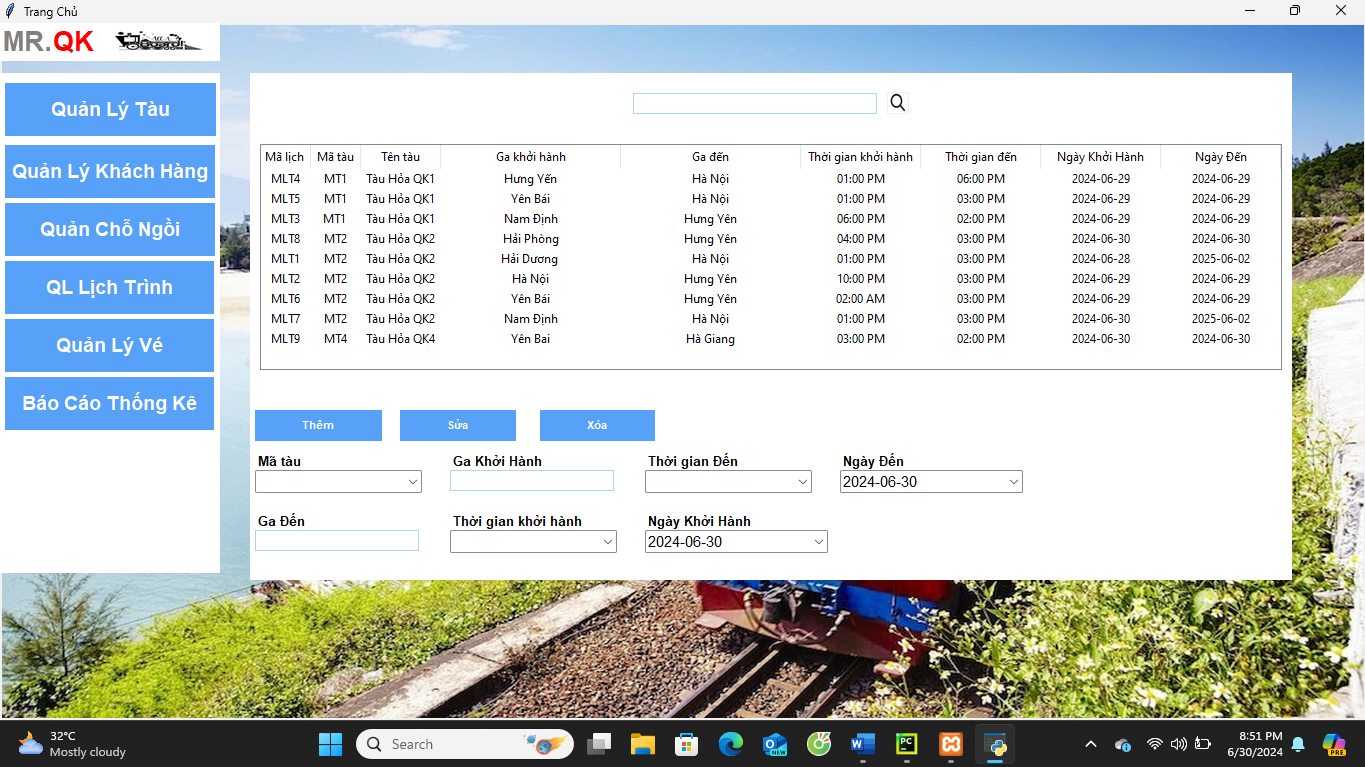 Trang Chủ
MR.QK
Quản Lý Tàu
Quản Lý Khách Hàng
Quản Chỗ Ngồi
QL Lịch Trình
Quản Lý Vé
Báo Cáo Thống Kê
Mã lịch Mã tàu Tên tàu Ga khởi hành Ga đến Thời gian khởi hành Thời gian đến Ngày Khởi Hành Ngày Đến
MLT4 MT1 Tàu Hỏa QK1 Hưng Yến Hà Nội 01:00 PM 06:00 PM 2024-06-29 2024-06-29
MLT5 MT1 Tàu Hỏa QK1 Yên Bái Hà Nội 01:00 PM 03:00 PM 2024-06-29 2024-06-29
MLT3 MT1 Tàu Hỏa QK1 Nam Định Hưng Yên 06:00 PM 02:00 PM 2024-06-29 2024-06-29
MLT8 MT2 Tàu Hỏa QK2 Hải Phòng Hưng Yên 04:00 PM 03:00 PM 2024-06-30 2024-06-30
MLT1 MT2 Tàu Hỏa QK2 Hải Dương Hà Nội 01:00 PM 03:00 PM 2024-06-28 2025-06-02
MLT2 MT2 Tàu Hỏa QK2 Hà Nội Hưng Yên 10:00 PM 03:00 PM 2024-06-29 2024-06-29
MLT6 MT2 Tàu Hỏa QK2 Yên Bái Hưng Yên 02:00 AM 03:00 PM 2024-06-29 2024-06-29
MLT7 MT2 Tàu Hỏa QK2 Nam Định Hà Nội 01:00 PM 03:00 PM 2024-06-30 2025-06-02
MLT9 MT4 Tàu Hỏa QK4 Yên Bai Hà Giang 03:00 PM 02:00 PM 2024-06-30 2024-06-30
Thêm Sửa Xóa
Mã tàu Ga Khởi Hành Thời gian Đến Ngày Đến
2024-06-30
Ga Đến Thời gian khởi hành Ngày Khởi Hành
2024-06-30
32°C
Mostly cloudy
Search
NEW
PC
8:51 PM
6/30/2024
PRE